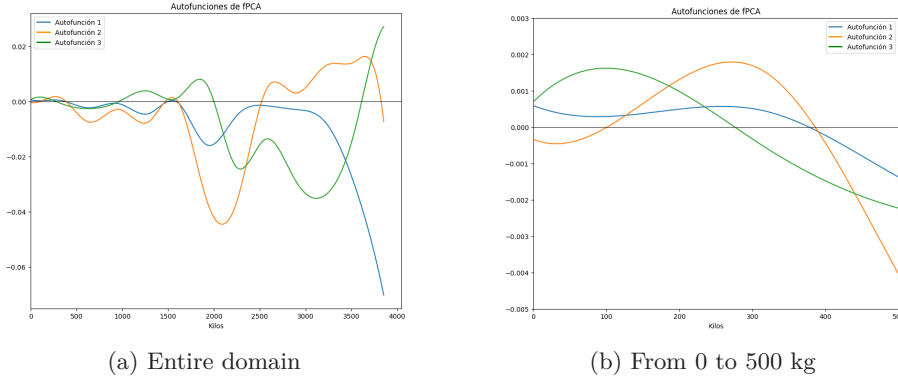 Autofunciones de fPCA
Autofunción 1
Autofunción 2
Autofunción 3
0.02
0.00
−0.02
−0.04
−0.06
0 500 1000 1500 2000 2500 3000 3500 4000
Kilos
(a) Entire domain
Autofunciones de fPCA
Autofunción 1
Autofunción 2
Autofunción 3
0.003
0.002
0.001
0.000
−0.001
−0.002
−0.003
−0.004
−0.005
0 100 200 300 400 500
Kilos
(b) From 0 to 500 kg